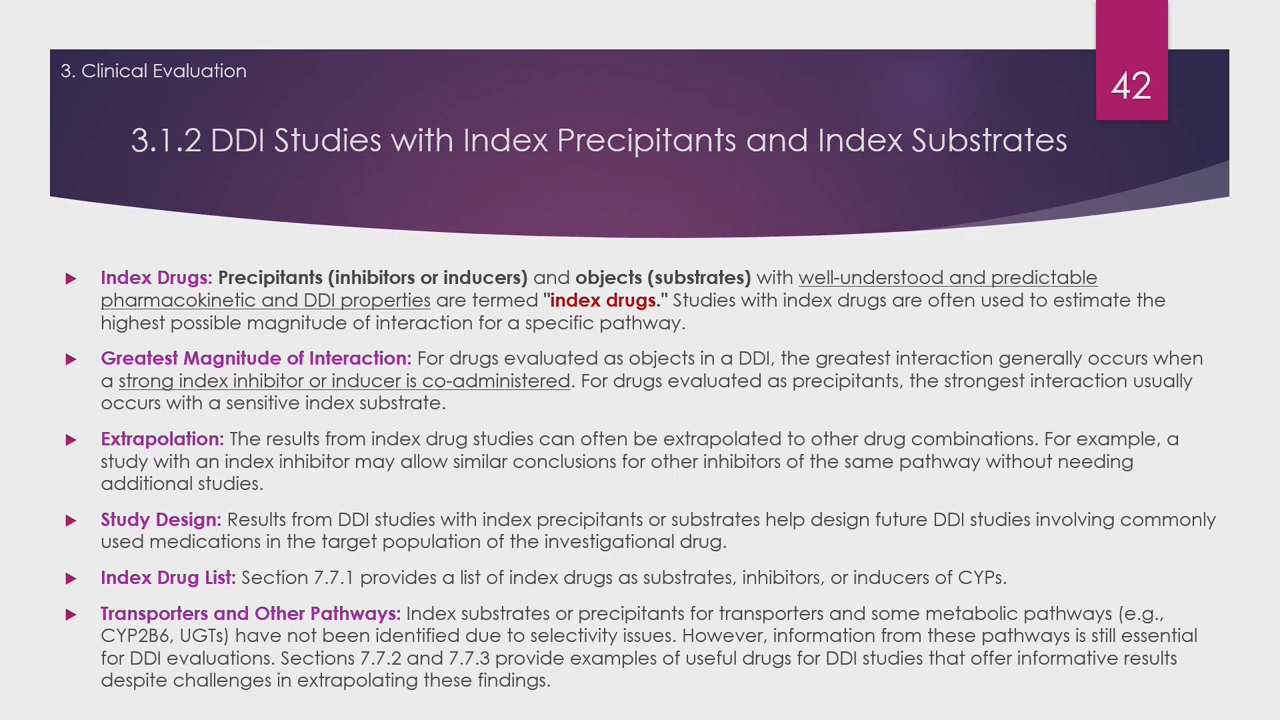 3. Clinical Evaluation
42
3.1.2 DDI Studies with Index Precipitants and Index Substrates
Index Drugs: Precipitants (inhibitors or inducers) and objects (substrates) with well-understood and predictable
pharmacokinetic and DDI properties are termed "index drugs." Studies with index drugs are often used to estimate the
highest possible magnitude of interaction for a specific pathway.
Greatest Magnitude of Interaction: For drugs evaluated as objects in a DDI, the greatest interaction generally occurs when
a strong index inhibitor or inducer is co-administered. For drugs evaluated as precipitants, the strongest interaction usually
occurs with a sensitive index substrate.
Extrapolation: The results from index drug studies can often be extrapolated to other drug combinations. For example, a
study with an index inhibitor may allow similar conclusions for other inhibitors of the same pathway without needing
additional studies.
Study Design: Results from DDI studies with index precipitants or substrates help design future DDI studies involving commonly
used medications in the target population of the investigational drug.
Index Drug List: Section 7.7.1 provides a list of index drugs as substrates, inhibitors, or inducers of CYPs.
Transporters and Other Pathways: Index substrates or precipitants for transporters and some metabolic pathways (e.g.,
CYP2B6, UGTs) have not been identified due to selectivity issues. However, information from these pathways is still essential
for DDI evaluations. Sections 7.7.2 and 7.7.3 provide examples of useful drugs for DDI studies that offer informative results
despite challenges in extrapolating these findings.